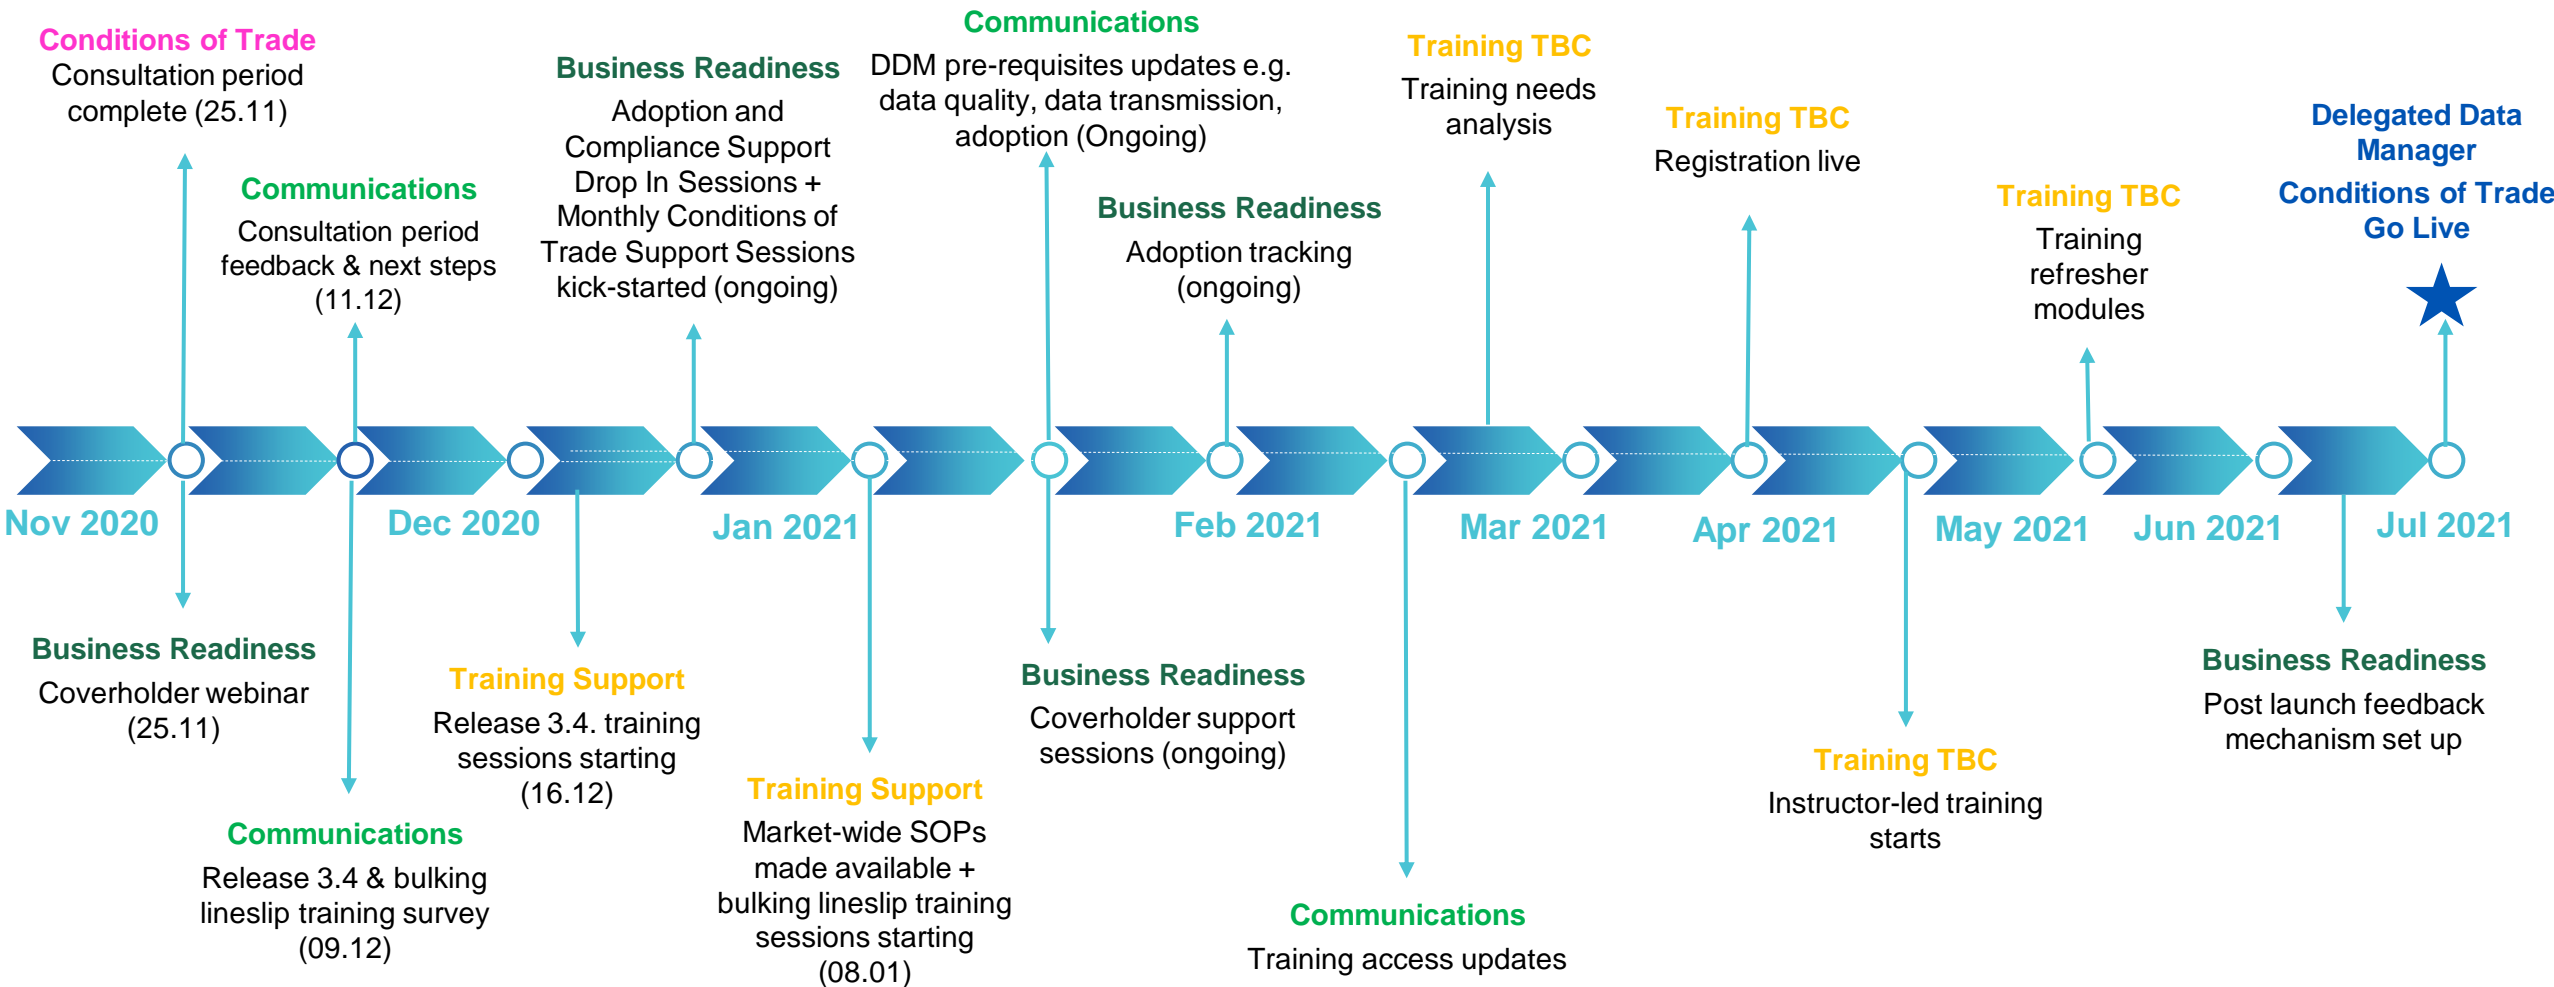 Conditions of Trade
Consultation period
complete (25.11)
Communications
Consultation period
feedback & next steps
(11.12)
Business Readiness
Adoption and
Compliance Support
Drop In Sessions +
Monthly Conditions of
Trade Support Sessions
kick-started (ongoing)
Communications
DDM pre-requisites updates e.g.
data quality, data transmission,
adoption (Ongoing)
Business Readiness
Adoption tracking
(ongoing)
Training TBC
Training needs
analysis
Training TBC
Registration live
Training TBC
Training
refresher
modules
Delegated Data
Manager
Conditions of Trade
Go Live
Nov 2020
Dec 2020
Jan 2021
Feb 2021
Mar 2021
Apr 2021
May 2021
Jun 2021
Jul 2021
Business Readiness
Coverholder webinar
(25.11)
Communications
Release 3.4 & bulking
lineslip training survey
(09.12)
Training Support
Release 3.4. training
sessions starting
(16.12)
Training Support
Market-wide SOPs
made available +
bulking lineslip training
sessions starting
(08.01)
Business Readiness
Coverholder support
sessions (ongoing)
Communications
Training access updates
Training TBC
Instructor-led training
starts
Business Readiness
Post launch feedback
mechanism set up